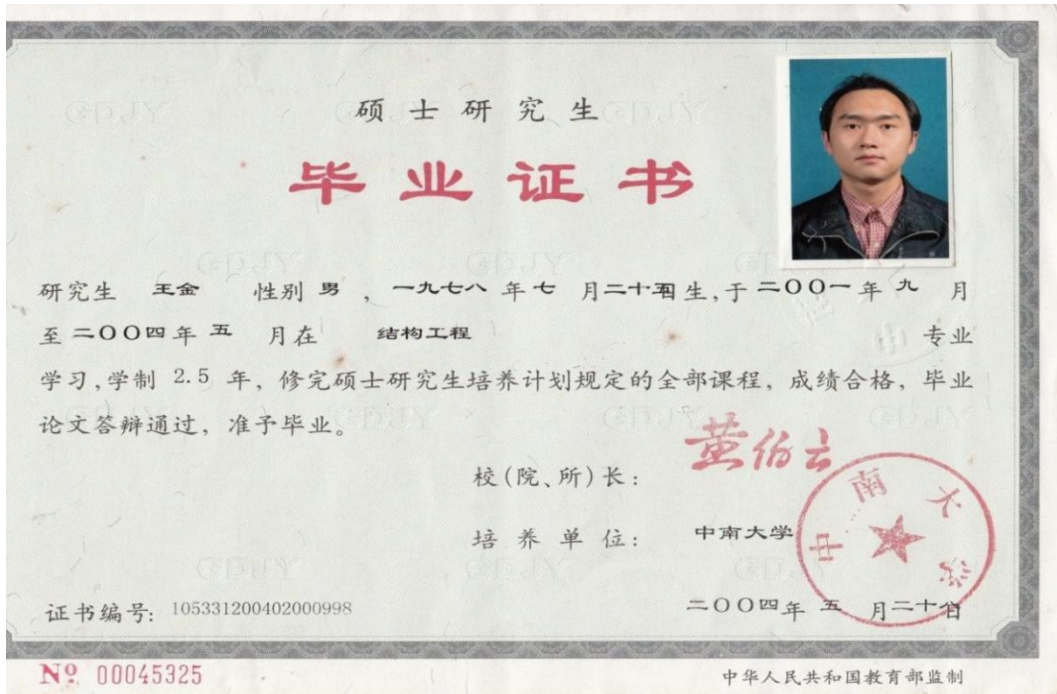 硕士研究生
毕业证书
研究生 王金 性别 男 ，一九七八 年 七 月二十五日生,于 二〇〇一 年 九 月
至 二〇〇四 年 五 月在 结构工程 专业
学习,学制 2.5 年，修完硕士研究生培养计划规定的全部课程，成绩合格，毕业
论文答辩通过，准予毕业。
黄伯云
校(院、所)长：
培养单位： 中南大学
中南大学
证书编号： 105331200402000998
二〇〇四年 五 月二十日
№ 00045325
中华人民共和国教育部监制